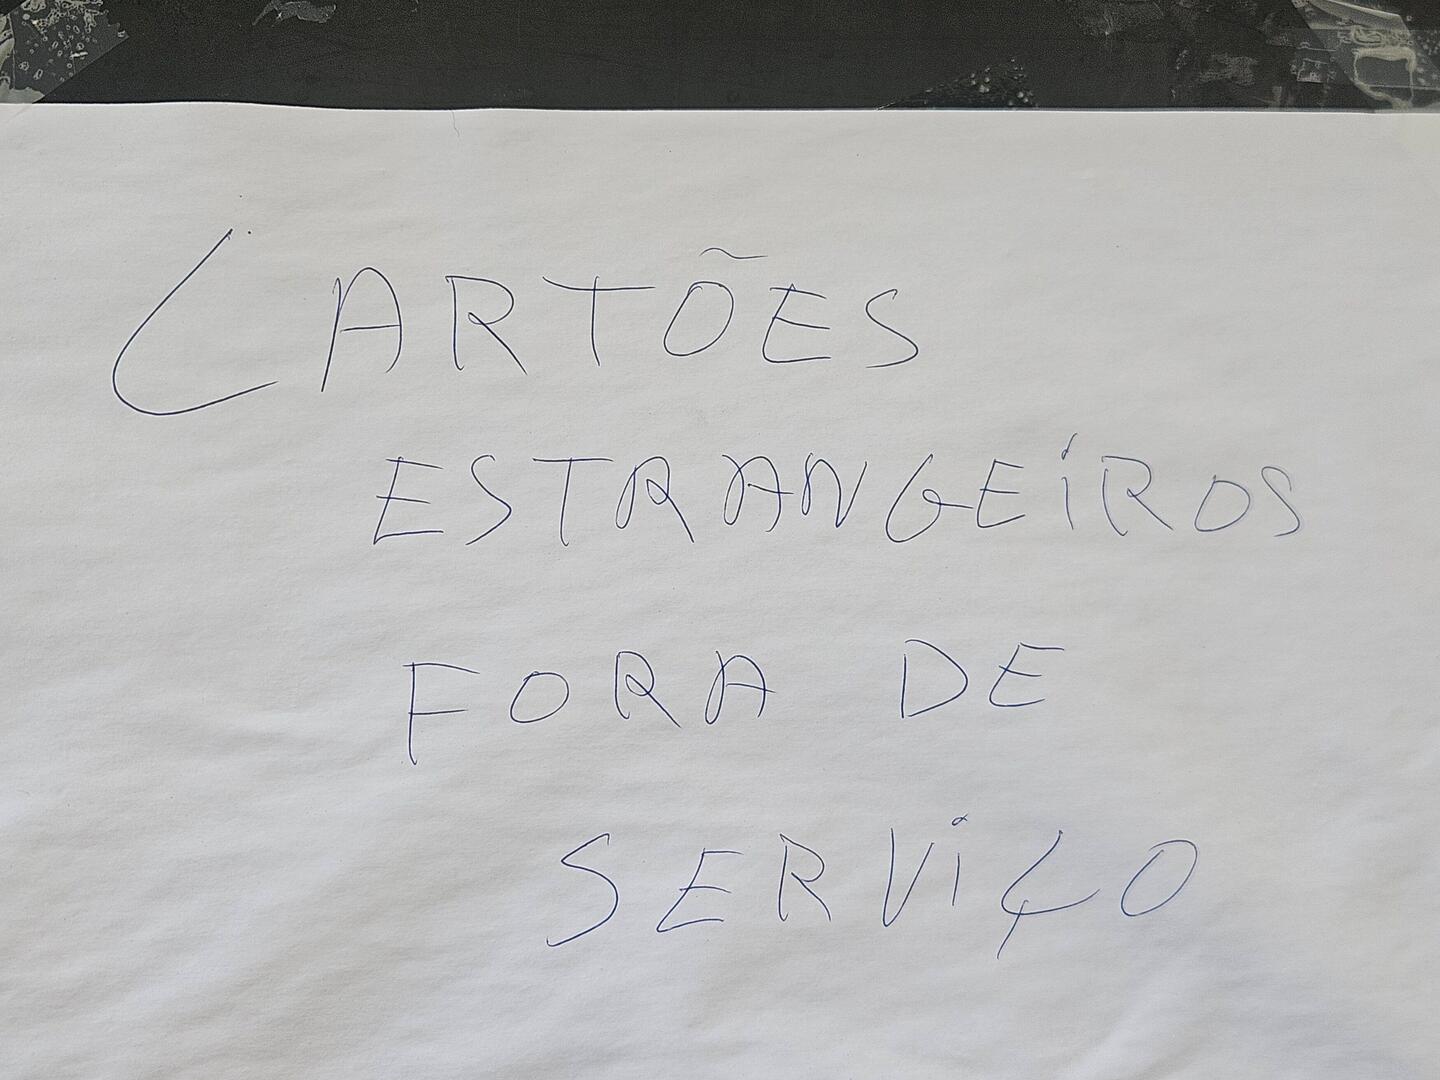 CARTÕES
ESTRANGEIROS
FORA DE
SERVIÇO